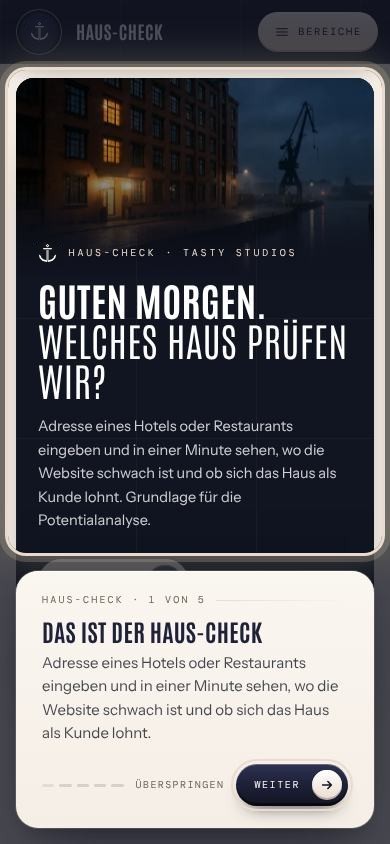 HAUS-CHECK
BEREICHE
HAUS-CHECK · TASTY STUDIOS
GUTEN MORGEN.
WELCHES HAUS PRÜFEN
WIR?
Adresse eines Hotels oder Restaurants
eingeben und in einer Minute sehen, wo die
Website schwach ist und ob sich das Haus als
Kunde lohnt. Grundlage für die
Potentialanalyse.
HAUS-CHECK · 1 VON 5
DAS IST DER HAUS-CHECK
Adresse eines Hotels oder Restaurants
eingeben und in einer Minute sehen, wo die
Website schwach ist und ob sich das Haus
als Kunde lohnt.
ÜBERSPRINGEN
WEITER